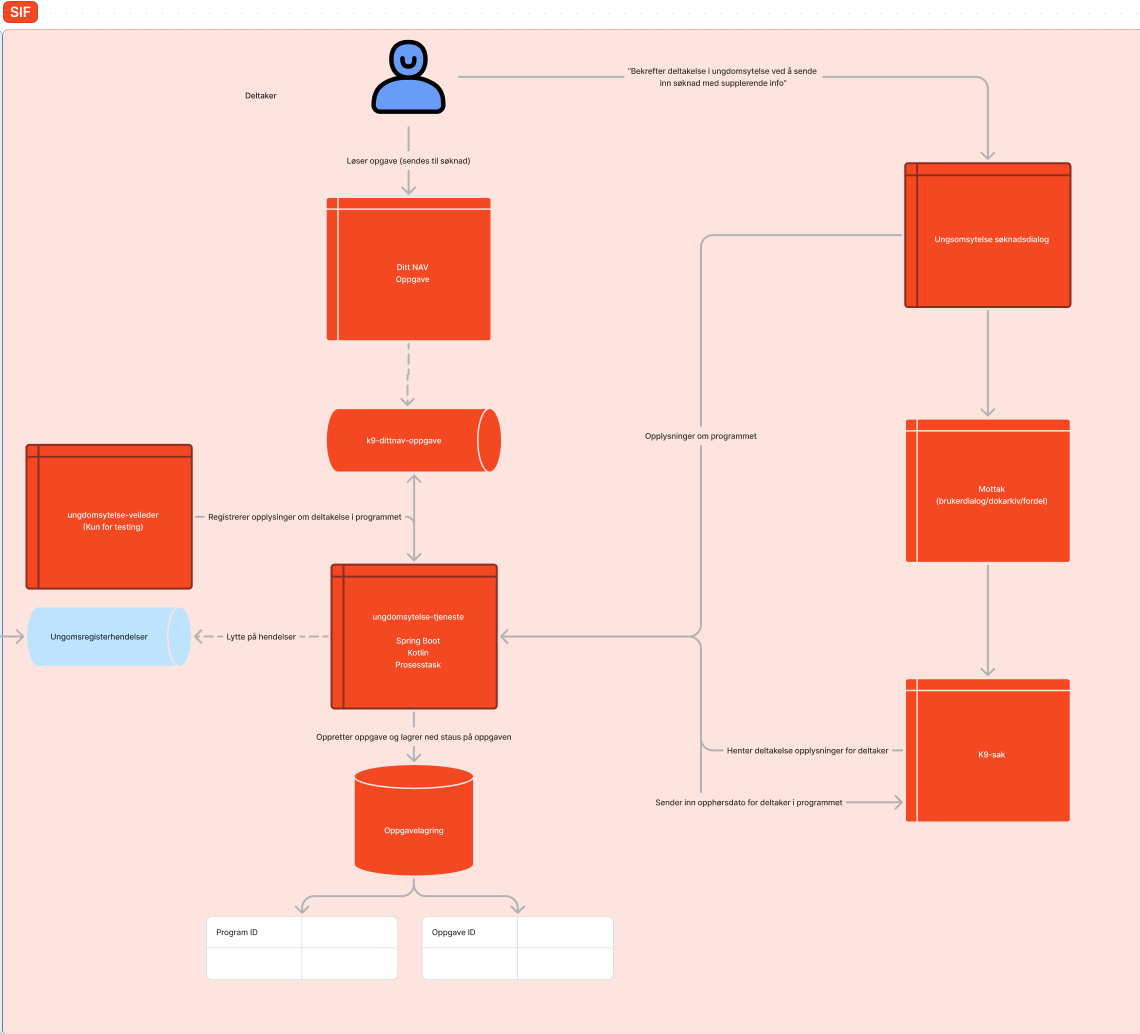 SIF
Deltaker
"Bekrefter deltakelse i ungdomsytelse ved å sende
inn søknad med supplerende info"
Løser opgave (sendes til søknad)
Ditt NAV
Oppgave
Ungsomsytelse søknadsdialog
k9-dittnav-oppgave
Opplysninger om programmet
ungdomsytelse-veileder
(Kun for testing)
Registrerer opplysinger om deltakelse i programmet
Mottak
(brukerdialog/dokarkiv/fordel)
Ungomsregisterhendelser
Lytte på hendelser
ungdomsytelse-tjeneste
Spring Boot
Kotlin
Prosesstask
Oppretter oppgave og lagrer ned staus på oppgaven
Henter deltakelse opplysninger for deltaker
K9-sak
Sender inn opphørsdato for deltaker i programmet
Oppgavelagring
Program ID
Oppgave ID